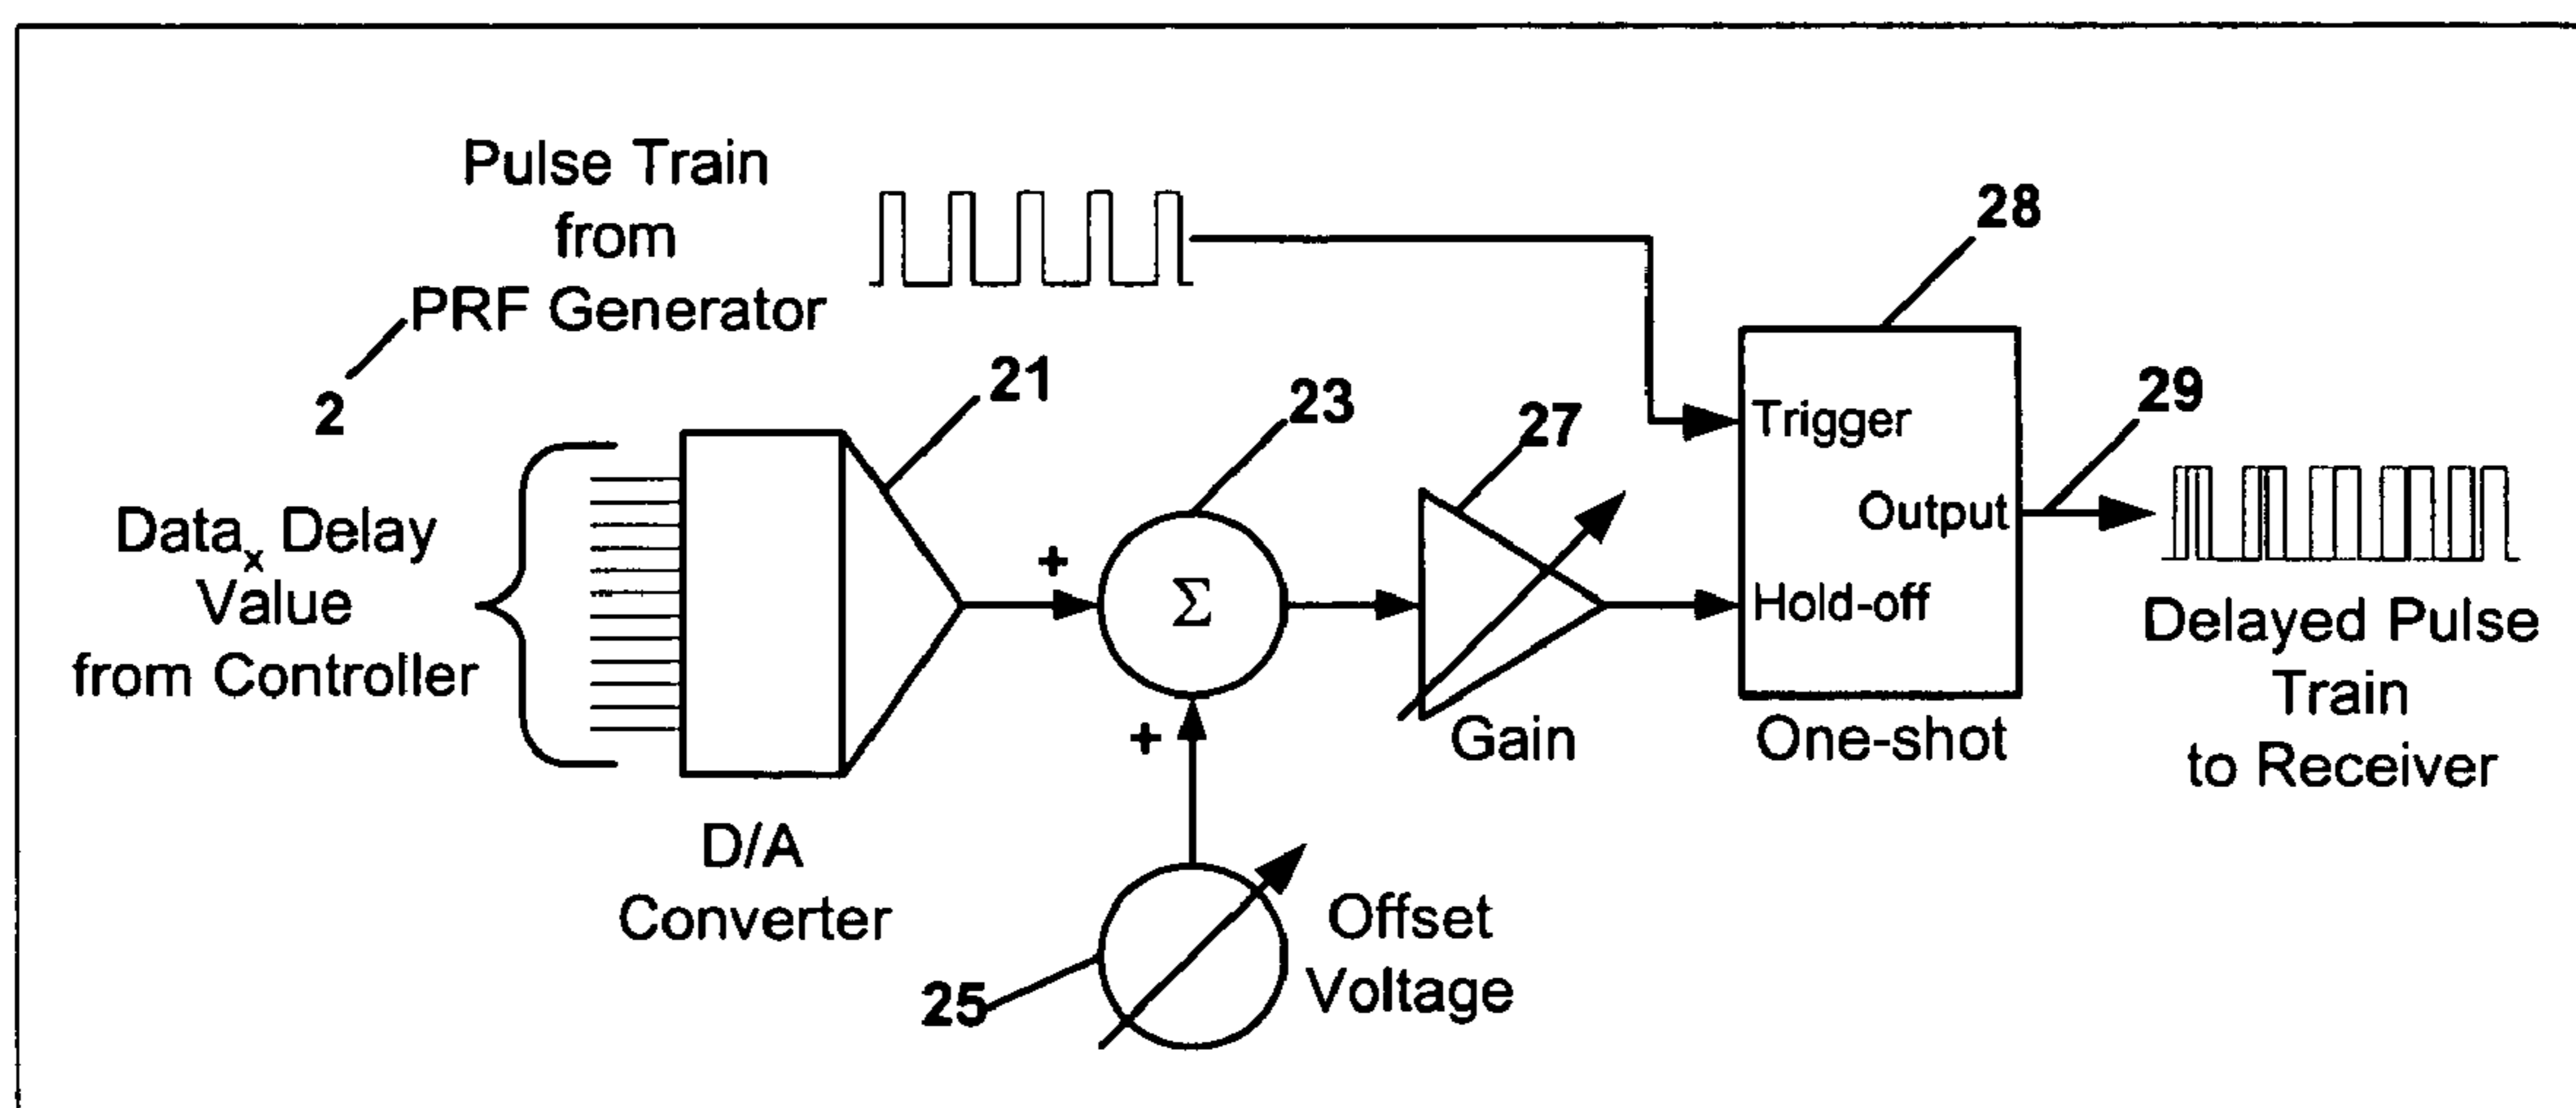 Pulse Train
from
PRF Generator
2
28
21
23
27
29
Trigger
Output
Hold-off
Data_x Delay
Value
from Controller
+
Σ
+
Gain
One-shot
Delayed Pulse
Train
to Receiver
D/A
Converter
25
Offset
Voltage